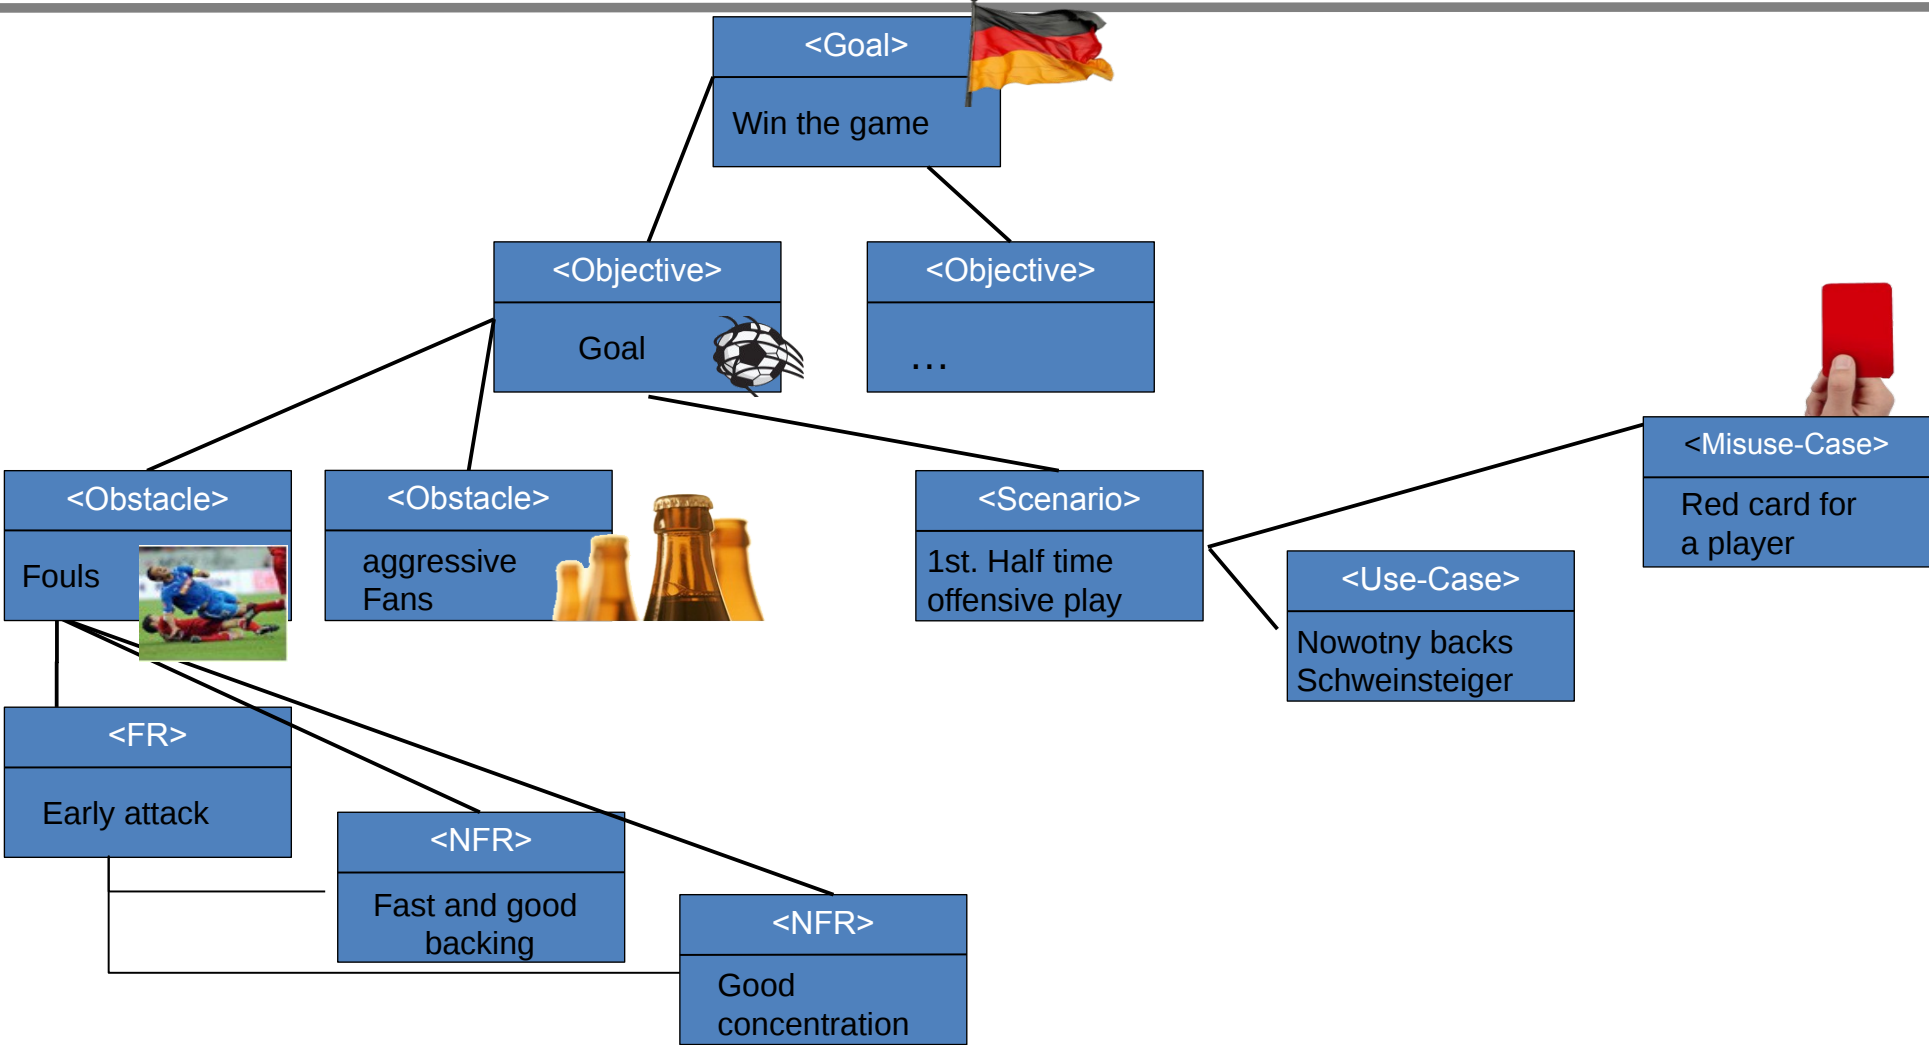 <Goal>
Win the game
<Objective>
Goal
<Objective>
...
<Obstacle>
Fouls
<Obstacle>
aggressive
Fans
<Scenario>
1st. Half time
offensive play
<Misuse-Case>
Red card for
a player
<Use-Case>
Nowotny backs
Schweinsteiger
<FR>
Early attack
<NFR>
Fast and good
backing
<NFR>
Good
concentration